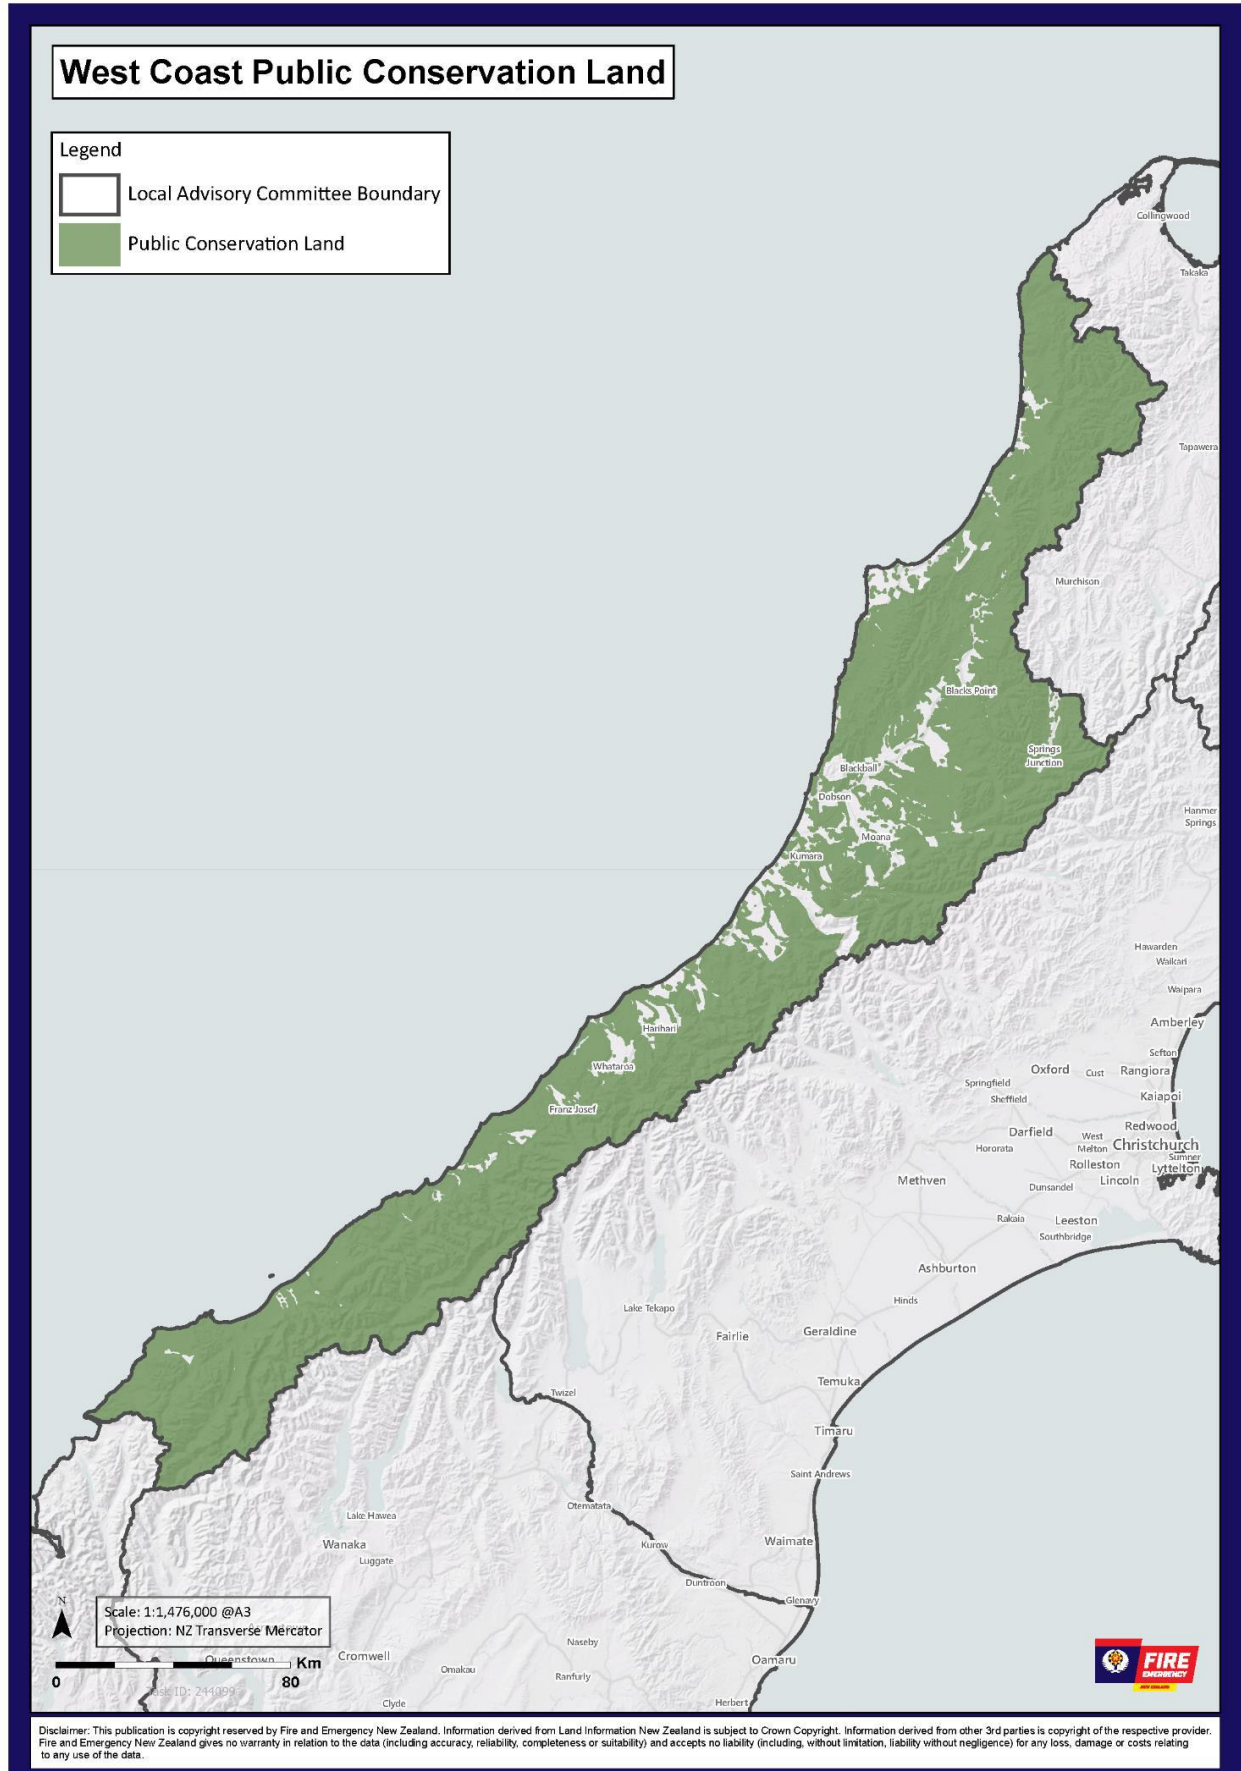 West Coast Public Conservation Land
Legend
Local Advisory Committee Boundary
Public Conservation Land
Collingwood
Takaka
Tapawera
Murchison
Blacks Point
Springs
Junction
Blackball
Dobson
Hanmer
Springs
Moana
Kumara
Hawarden
Waikari
Waipara
Amberley
Harihari
Sefton
Whataroa
Oxford
Cust
Rangiora
Springfield
Sheffield
Kaiapoi
Franz Josef
Darfield
West
Melton
Redwood
Christchurch
Hororata
Sumner
Rolleston
Lyttelton
Methven
Lincoln
Dunsandel
Rakaia
Leeston
Southbridge
Ashburton
Hinds
Lake Tekapo
Fairlie
Geraldine
Temuka
Twizel
Timaru
Saint Andrews
Otematata
Lake Hawea
Wanaka
Kurow
Waimate
Luggate
Duntroon
Glenavy
N
Scale: 1:1,476,000 @A3
Projection: NZ Transverse Mercator
Naseby
Queenstown
Cromwell
Oamaru
Km
Omakau
Ranfurly
0
80
Task ID: 244099
Clyde
Herbert
FIRE
EMERGENCY
NEW ZEALAND
Disclaimer: This publication is copyright reserved by Fire and Emergency New Zealand. Information derived from Land Information New Zealand is subject to Crown Copyright. Information derived from other 3rd parties is copyright of the respective provider.
Fire and Emergency New Zealand gives no warranty in relation to the data (including accuracy, reliability, completeness or suitability) and accepts no liability (including, without limitation, liability without negligence) for any loss, damage or costs relating
to any use of the data.